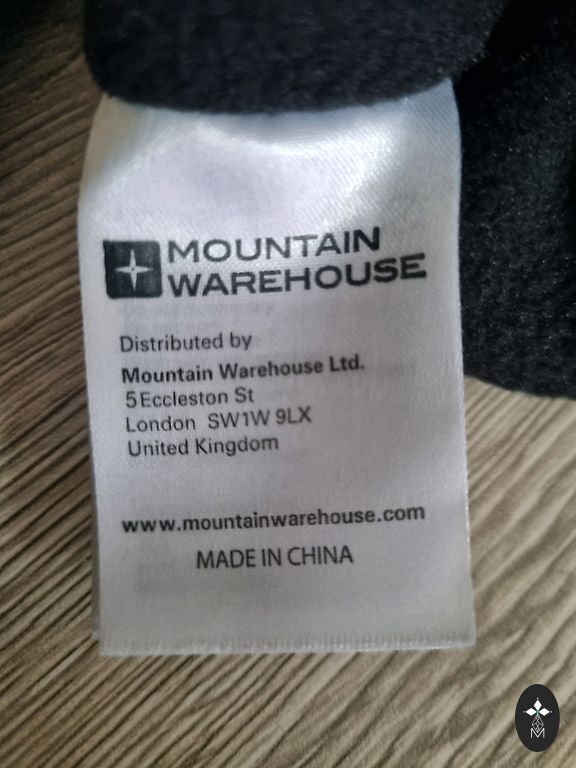 MOUNTAIN
WAREHOUSE
Distributed by
Mountain Warehouse Ltd.
5 Eccleston St
London SW1W 9LX
United Kingdom
www.mountainwarehouse.com
MADE IN CHINA
M